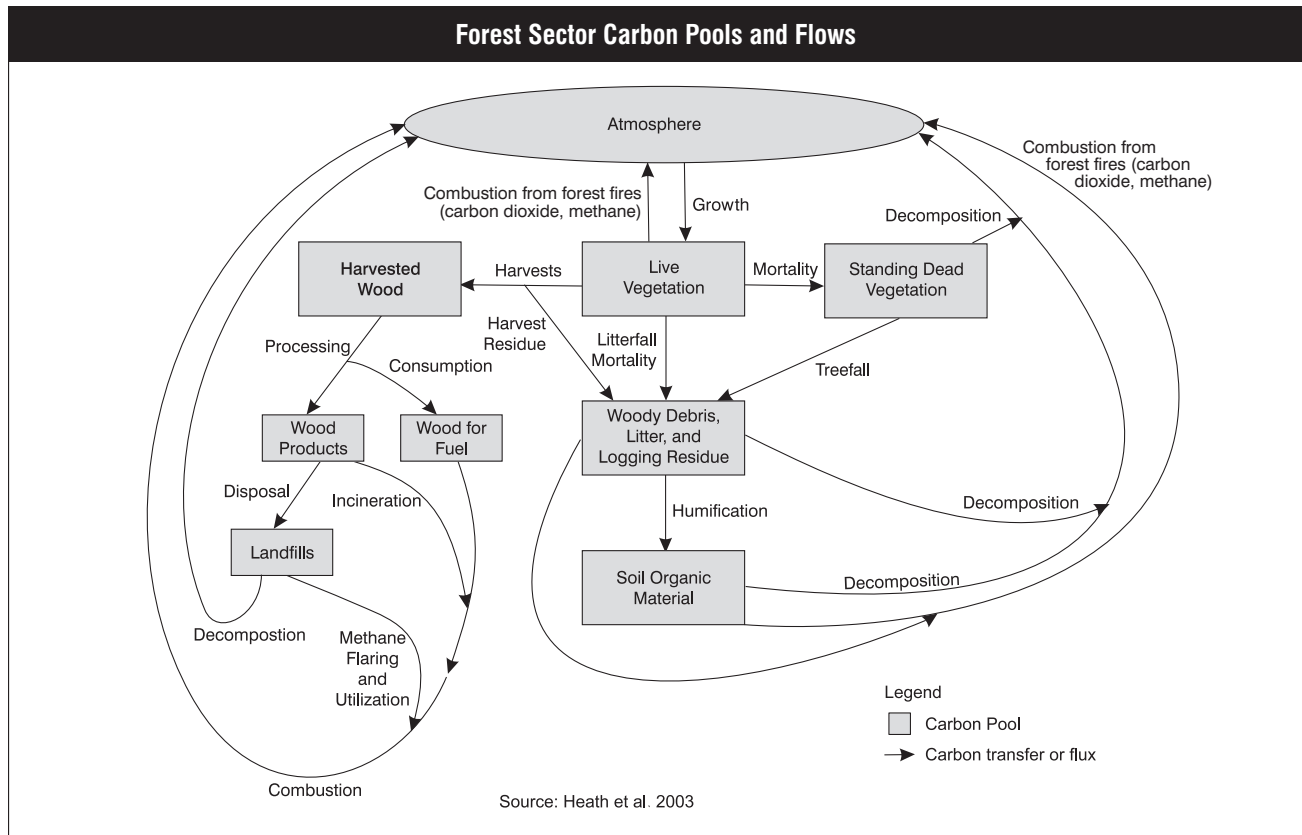 Forest Sector Carbon Pools and Flows
Atmosphere
Combustion from
forest fires (carbon
dioxide, methane)
Combustion from forest fires
(carbon dioxide, methane)
Growth
Decomposition
Harvested
Wood
Harvests
Live
Vegetation
Mortality
Standing Dead
Vegetation
Harvest
Residue
Litterfall
Mortality
Processing
Consumption
Treefall
Wood
Products
Wood for
Fuel
Woody Debris,
Litter, and
Logging Residue
Disposal
Incineration
Decomposition
Humification
Landfills
Soil Organic
Material
Decomposition
Decompostion
Methane
Flaring
and
Utilization
Legend
Carbon Pool
Carbon transfer or flux
Combustion
Source: Heath et al. 2003